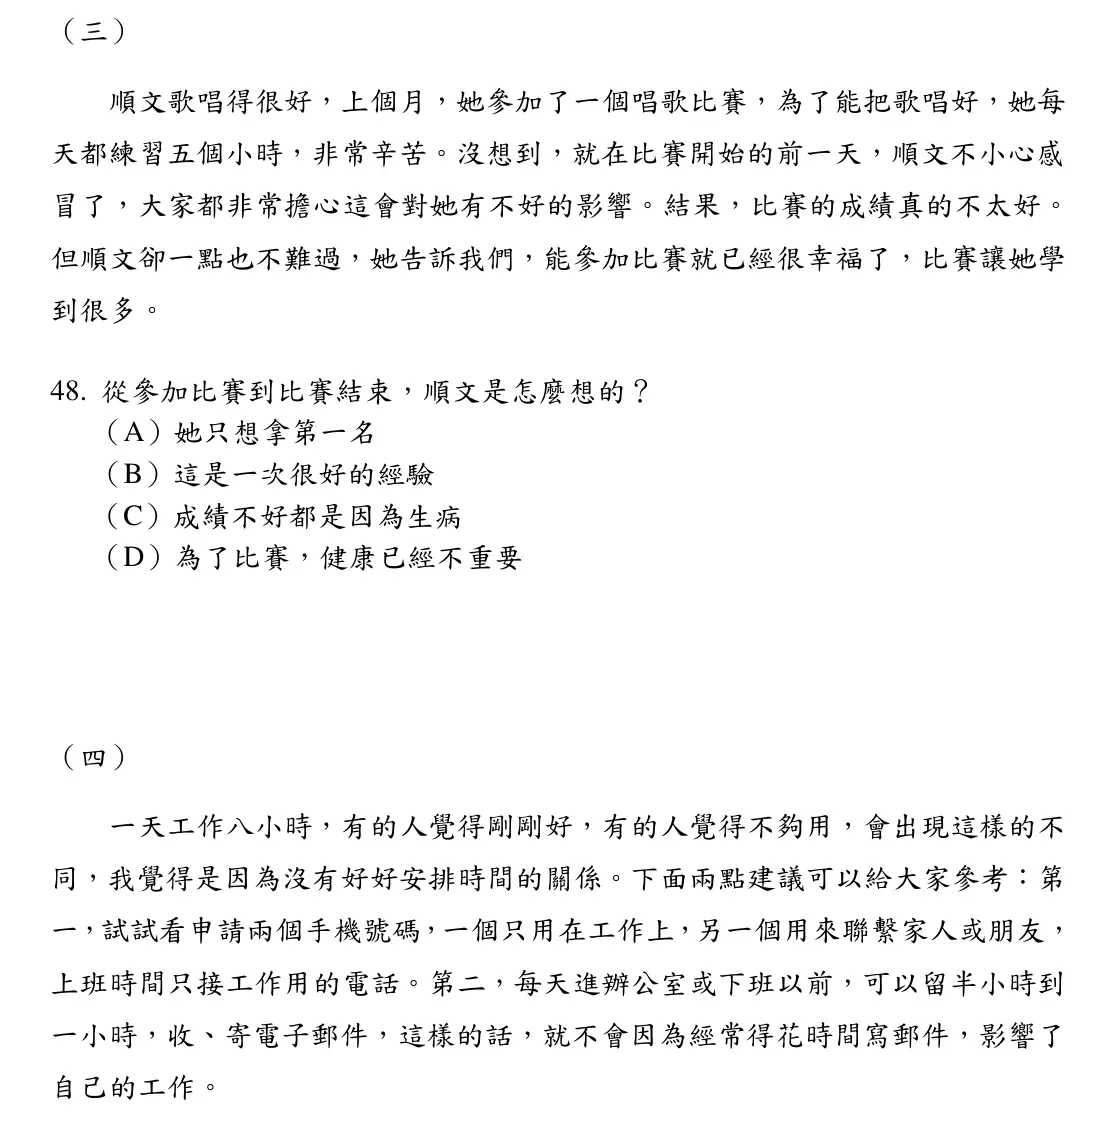 （三）
順文歌唱得很好，上個月，她參加了一個唱歌比賽，為了能把歌唱好，她每
天都練習五個小時，非常辛苦。沒想到，就在比賽開始的前一天，順文不小心感
冒了，大家都非常擔心這會對她有不好的影響。結果，比賽的成績真的不太好。
但順文卻一點也不難過，她告訴我們，能參加比賽就已經很幸福了，比賽讓她學
到很多。
48. 從參加比賽到比賽結束，順文是怎麼想的？
（A）她只想拿第一名
（B）這是一次很好的經驗
（C）成績不好都是因為生病
（D）為了比賽，健康已經不重要
（四）
一天工作八小時，有的人覺得剛剛好，有的人覺得不夠用，會出現這樣的不
同，我覺得是因為沒有好好安排時間的關係。下面兩點建議可以給大家參考：第
一，試試看申請兩個手機號碼，一個只用在工作上，另一個用來聯繫家人或朋友，
上班時間只接工作用的電話。第二，每天進辦公室或下班以前，可以留半小時到
一小時，收、寄電子郵件，這樣的話，就不會因為經常得花時間寫郵件，影響了
自己的工作。